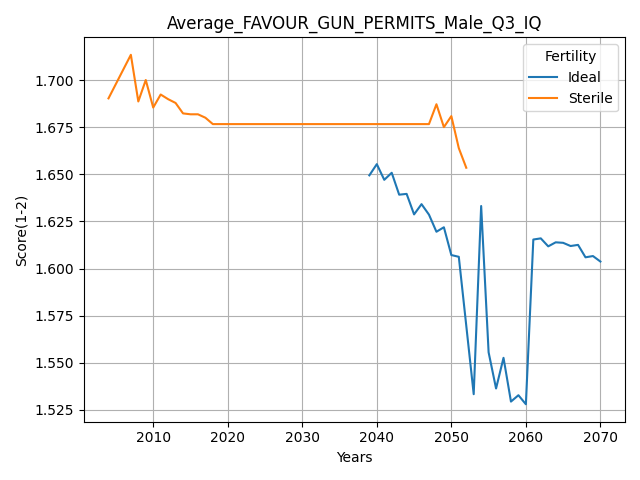 Average_FAVOUR_GUN_PERMITS_Male_Q3_IQ
Fertility
Ideal
Sterile
Score(1-2)
1.700
1.675
1.650
1.625
1.600
1.575
1.550
1.525
2010 2020 2030 2040 2050 2060 2070
Years